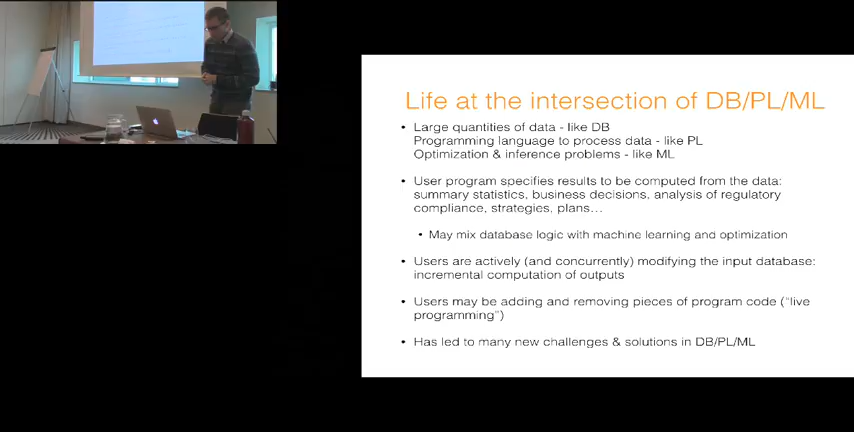 Life at the intersection of DB/PL/ML
• Large quantities of data - like DB
Programming language to process data - like PL
Optimization & inference problems - like ML
• User program specifies results to be computed from the data:
summary statistics, business decisions, analysis of regulatory
compliance, strategies, plans…
• May mix database logic with machine learning and optimization
• Users are actively (and concurrently) modifying the input database:
incremental computation of outputs
• Users may be adding and removing pieces of program code (“live
programming”)
• Has led to many new challenges & solutions in DB/PL/ML